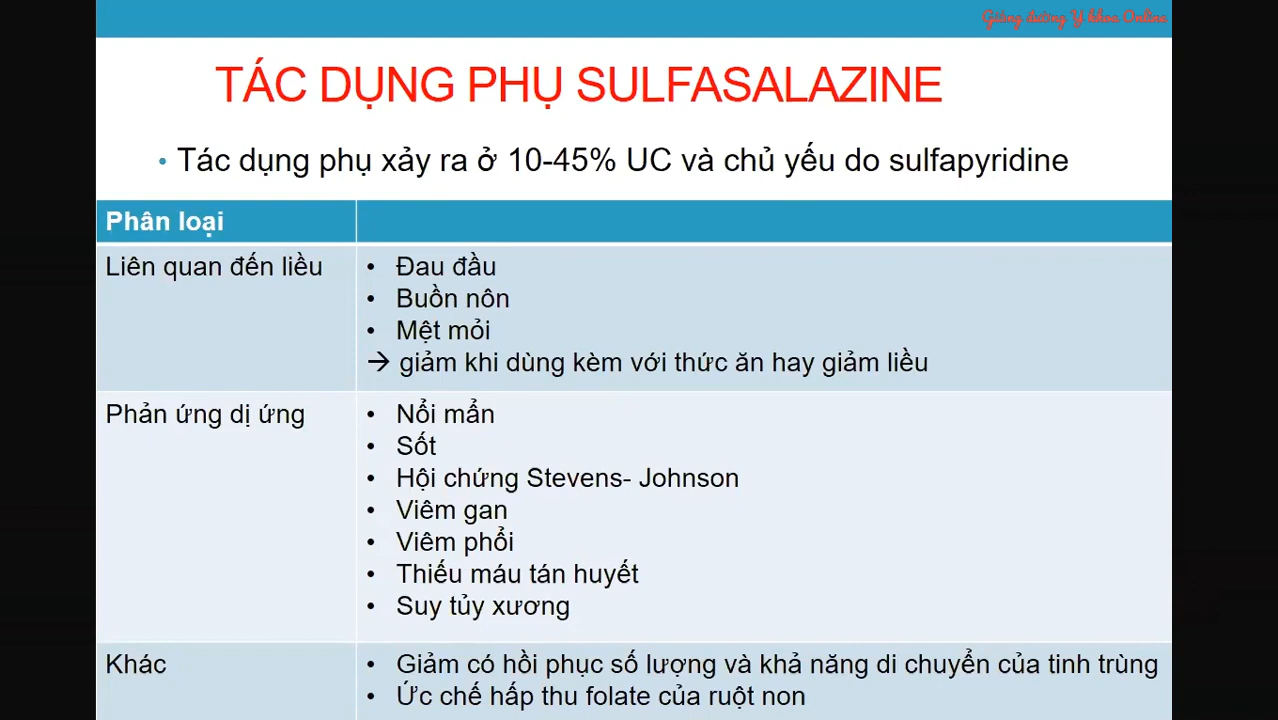 Giảng đường Y khoa Online
TÁC DỤNG PHỤ SULFASALAZINE
• Tác dụng phụ xảy ra ở 10-45% UC và chủ yếu do sulfapyridine
Phân loại
Liên quan đến liều
• Đau đầu
• Buồn nôn
• Mệt mỏi
→ giảm khi dùng kèm với thức ăn hay giảm liều
Phản ứng dị ứng
• Nổi mẩn
• Sốt
• Hội chứng Stevens- Johnson
• Viêm gan
• Viêm phổi
• Thiếu máu tán huyết
• Suy tủy xương
Khác
• Giảm có hồi phục số lượng và khả năng di chuyển của tinh trùng
• Ức chế hấp thu folate của ruột non